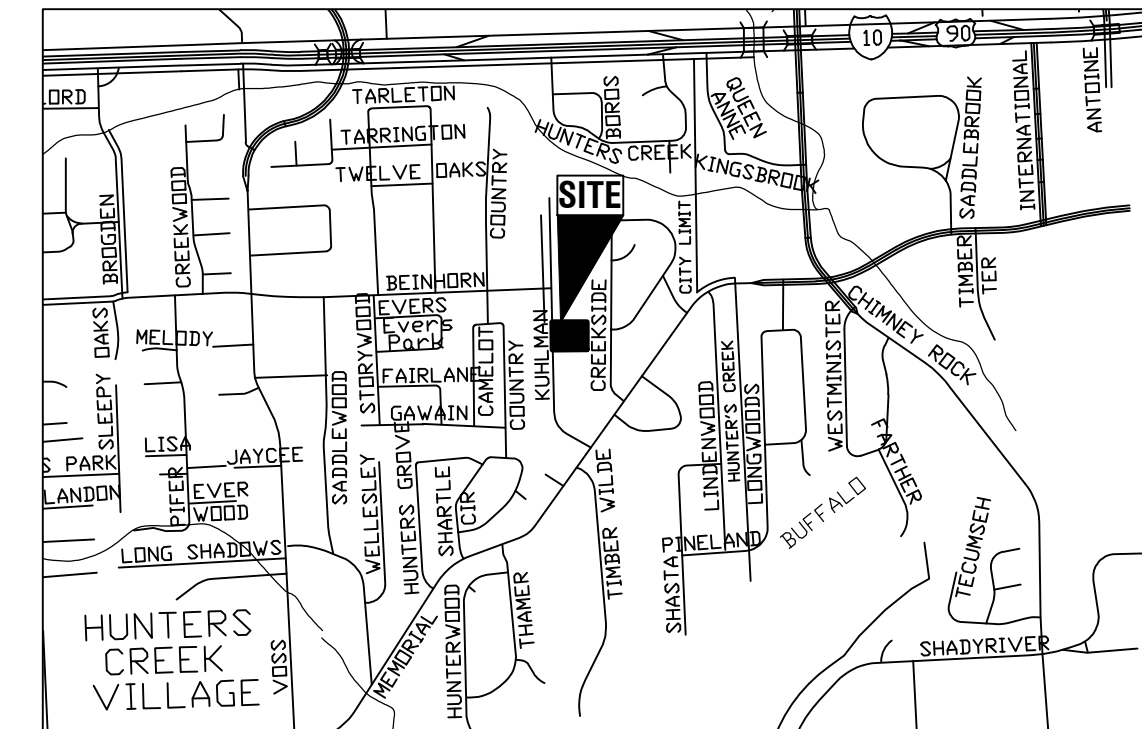 10
90
ORD
TARLETON
BOROS
QUEEN
ANNE
SADDLEBROOK
INTERNATIONAL
ANTOINE
TARRINGTON
HUNTERS CREEK
KINGSBROOK
TWELVE OAKS
COUNTRY
SITE
CREEKWOOD
BROGDEN
CITY LIMIT
TIMBER
TER
BEINHORN
EVERS
Evers
Park
STORYWOOD
CAMELOT
COUNTRY
KUHLMAN
CREEKSIDE
WESTMINISTER
CHIMNEY ROCK
MELODY
SLEEPY OAKS
FAIRLANE
GAWAIN
SADDLEWOOD
LINDENWOOD
HUNTER'S CREEK
LONGWOODS
FARTHER
LISA
JAYCEE
S PARK
LANDON
PIFER
EVER
WOOD
WELLESLEY
HUNTERS GROVE
SHARTLE
CIR
TIMBER WILDE
BUFFALO
TECUMSEH
LONG SHADOWS
PINELAND
SHASTA
THAMER
HUNTERWOOD
MEMORIAL
VOSS
SHADYRIVER
HUNTERS
CREEK
VILLAGE